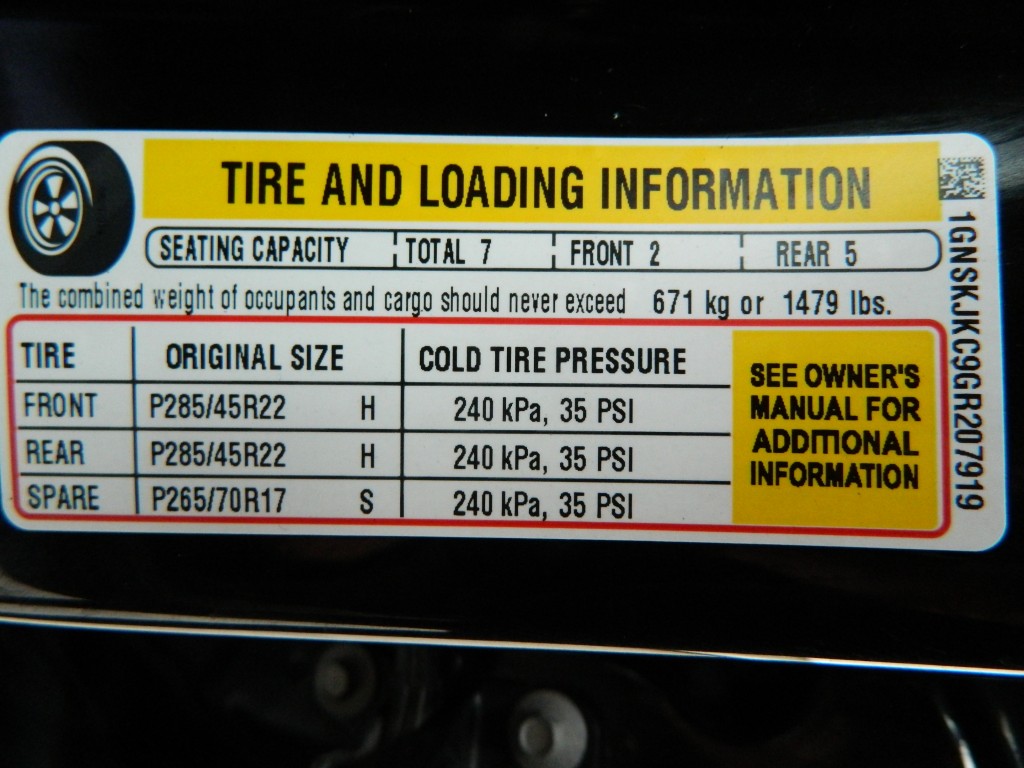 TIRE AND LOADING INFORMATION
SEATING CAPACITY TOTAL 7 FRONT 2 REAR 5
The combined weight of occupants and cargo should never exceed 671 kg or 1479 lbs.
TIRE ORIGINAL SIZE COLD TIRE PRESSURE
FRONT P285/45R22 H 240 kPa, 35 PSI
REAR P285/45R22 H 240 kPa, 35 PSI
SPARE P265/70R17 S 240 kPa, 35 PSI
SEE OWNER'S
MANUAL FOR
ADDITIONAL
INFORMATION
1GNSKJKC9GR207919